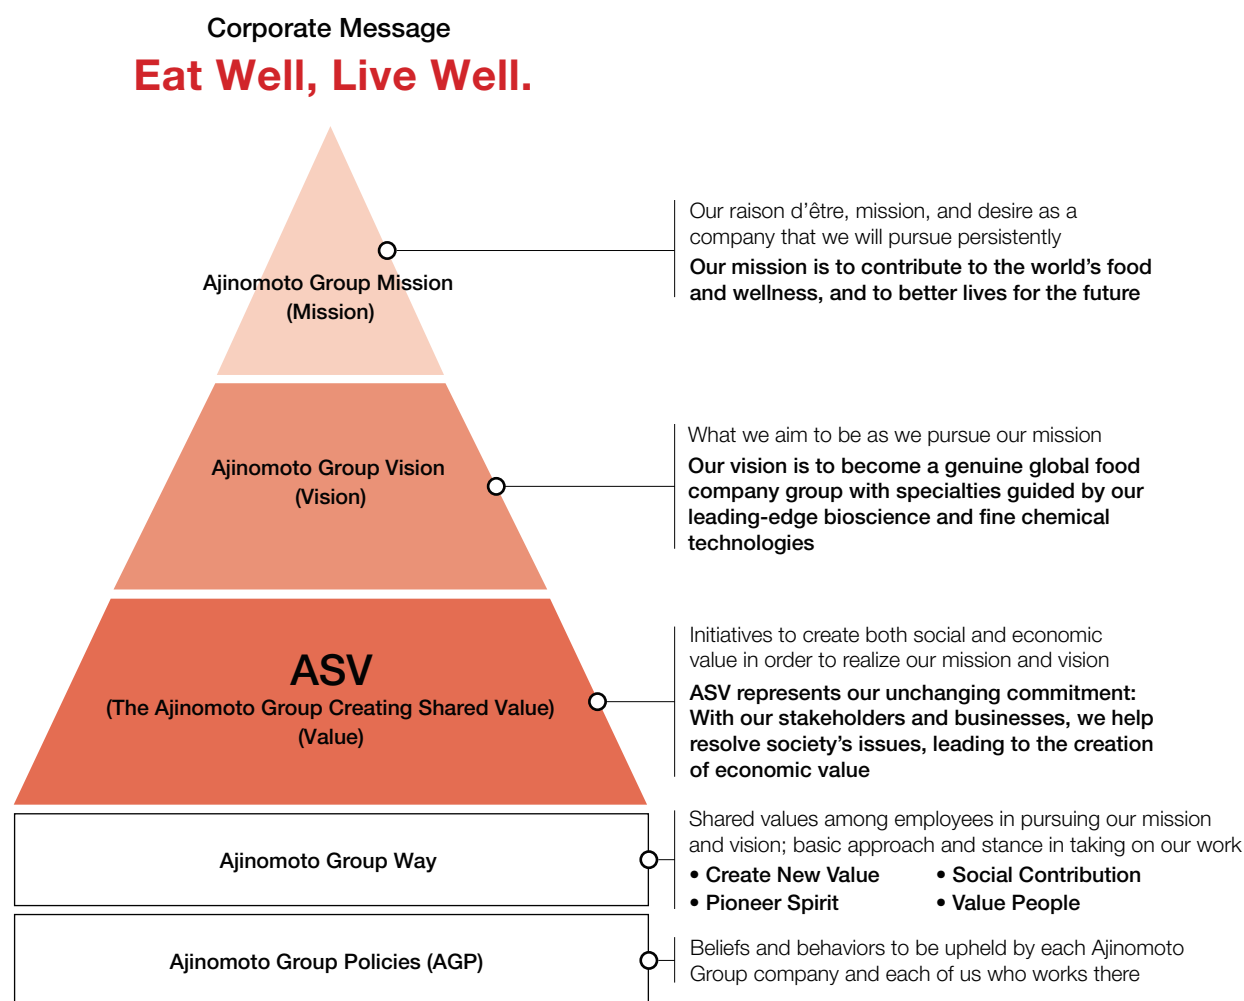 Corporate Message
Eat Well, Live Well.
Ajinomoto Group Mission
(Mission)
Our raison d’être, mission, and desire as a
company that we will pursue persistently
Our mission is to contribute to the world’s food
and wellness, and to better lives for the future
Ajinomoto Group Vision
(Vision)
What we aim to be as we pursue our mission
Our vision is to become a genuine global food
company group with specialties guided by our
leading-edge bioscience and fine chemical
technologies
ASV
(The Ajinomoto Group Creating Shared Value)
(Value)
Initiatives to create both social and economic
value in order to realize our mission and vision
ASV represents our unchanging commitment:
With our stakeholders and businesses, we help
resolve society’s issues, leading to the creation
of economic value
Ajinomoto Group Way
Shared values among employees in pursuing our mission
and vision; basic approach and stance in taking on our work
• Create New Value • Social Contribution
• Pioneer Spirit • Value People
Ajinomoto Group Policies (AGP)
Beliefs and behaviors to be upheld by each Ajinomoto
Group company and each of us who works there